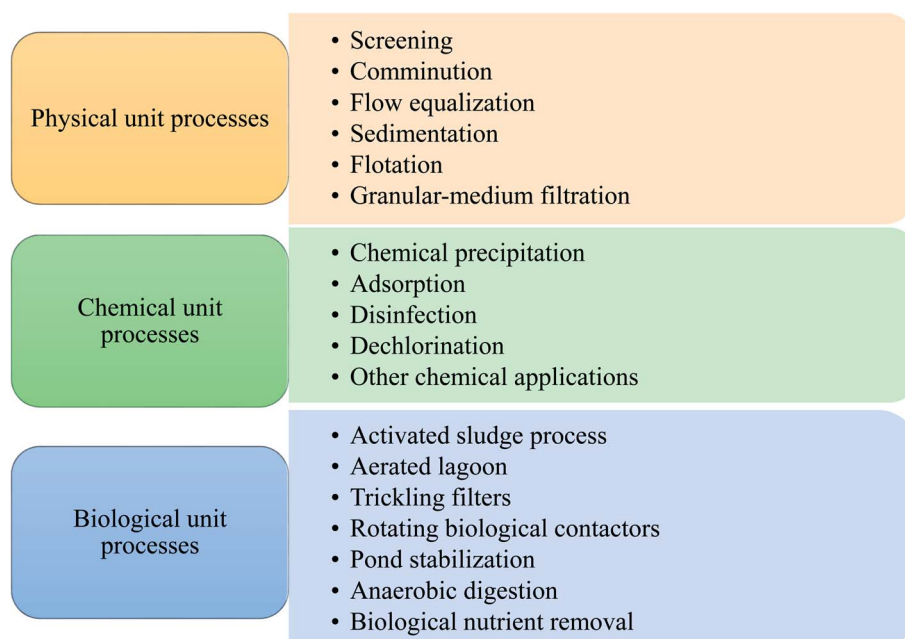 Physical unit processes
• Screening
• Comminution
• Flow equalization
• Sedimentation
• Flotation
• Granular-medium filtration
Chemical unit
processes
• Chemical precipitation
• Adsorption
• Disinfection
• Dechlorination
• Other chemical applications
Biological unit
processes
• Activated sludge process
• Aerated lagoon
• Trickling filters
• Rotating biological contactors
• Pond stabilization
• Anaerobic digestion
• Biological nutrient removal